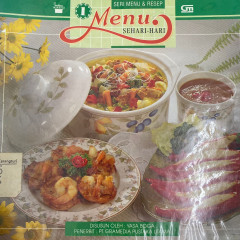 SERI MENU & RESEP
GM
1
Menu
SEHARI-HARI
DISUSUN OLEH : YASA BOGA
PENERBIT : PT GRAMEDIA PUSTAKA UTAMA